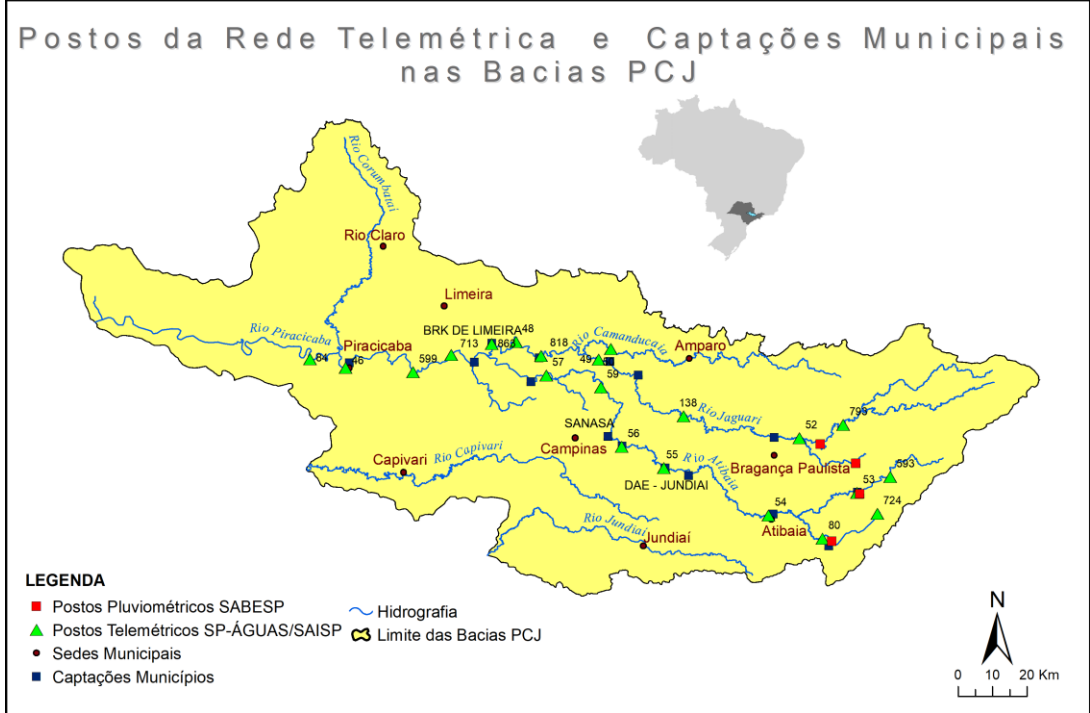 Postos da Rede Telemétrica e Captações Municipais
nas Bacias PCJ
Rio Corumbataí
Rio Claro
Limeira
BRK DE LIMEIRA
48
Rio Camanducaia
Rio Piracicaba
Piracicaba
713
868
818
Amparo
84
46
599
57
49
59
138
Rio Jaguari
52
798
SANASA
56
Campinas
Rio Atibaia
Bragança Paulista
Capivari
Rio Capivari
55
DAE - JUNDIAI
53
593
54
724
Atibaia
80
Rio Jundiaí
Jundiaí
LEGENDA
Postos Pluviométricos SABESP
Hidrografia
Postos Telemétricos SP-ÁGUAS/SAISP
Limite das Bacias PCJ
Sedes Municipais
Captações Municípios
N
0 10 20 Km